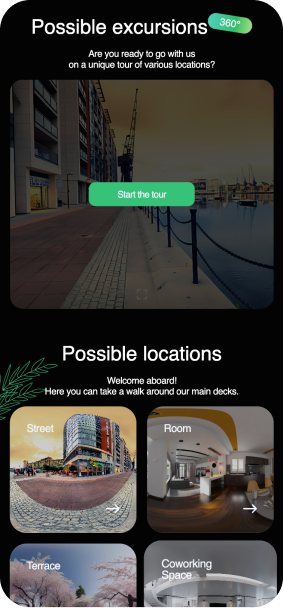 Possible excursions 360°
Are you ready to go with us
on a unique tour of various locations?
Start the tour
Possible locations
Welcome aboard!
Here you can take a walk around our main decks.
Street
Room
Terrace
Coworking
Space